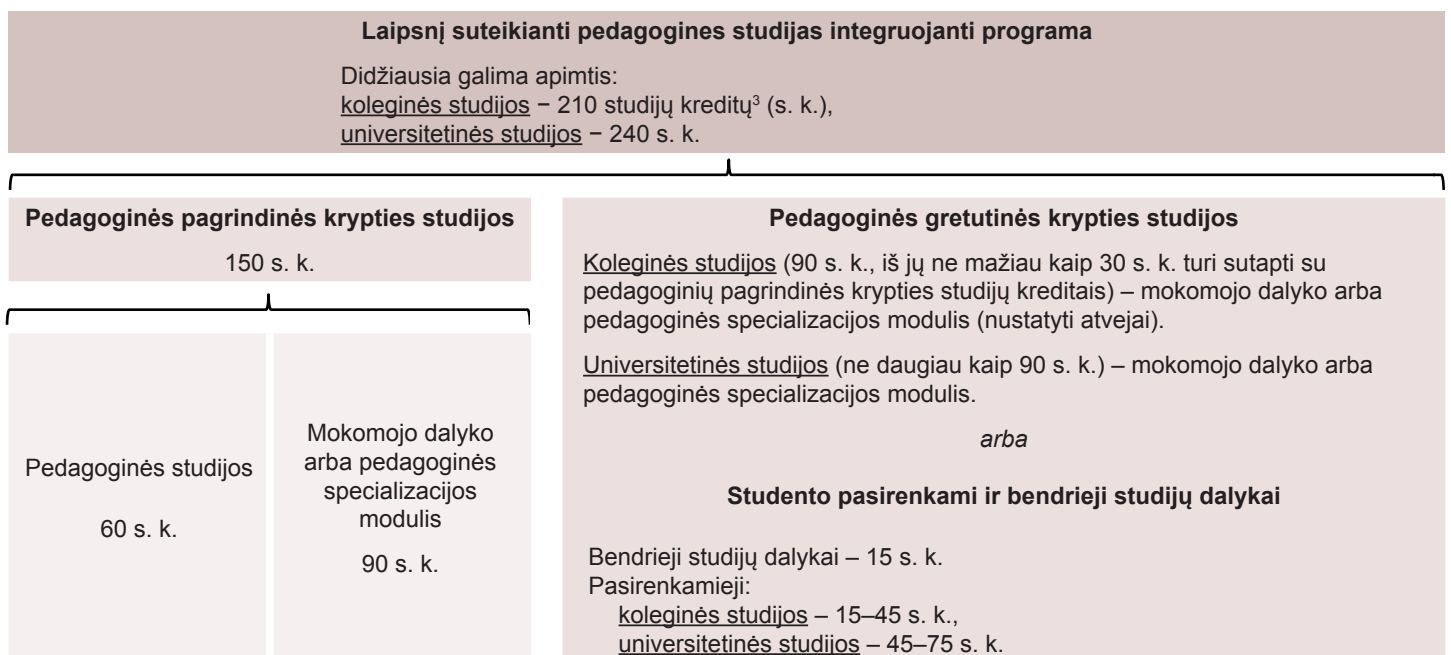 Laipsnį suteikianti pedagogines studijas integruojanti programa
Didžiausia galima apimtis:
koleginės studijos − 210 studijų kreditų³ (s. k.),
universitetinės studijos − 240 s. k.
Pedagoginės pagrindinės krypties studijos
150 s. k.
Pedagoginės studijos
60 s. k.
Mokomojo dalyko
arba pedagoginės
specializacijos
modulis
90 s. k.
Pedagoginės gretutinės krypties studijos
Koleginės studijos (90 s. k., iš jų ne mažiau kaip 30 s. k. turi sutapti su
pedagoginių pagrindinės krypties studijų kreditais) – mokomojo dalyko arba
pedagoginės specializacijos modulis (nustatyti atvejai).
Universitetinės studijos (ne daugiau kaip 90 s. k.) – mokomojo dalyko arba
pedagoginės specializacijos modulis.
arba
Studento pasirenkami ir bendrieji studijų dalykai
Bendrieji studijų dalykai – 15 s. k.
Pasirenkamieji:
koleginės studijos – 15–45 s. k.,
universitetinės studijos – 45–75 s. k.